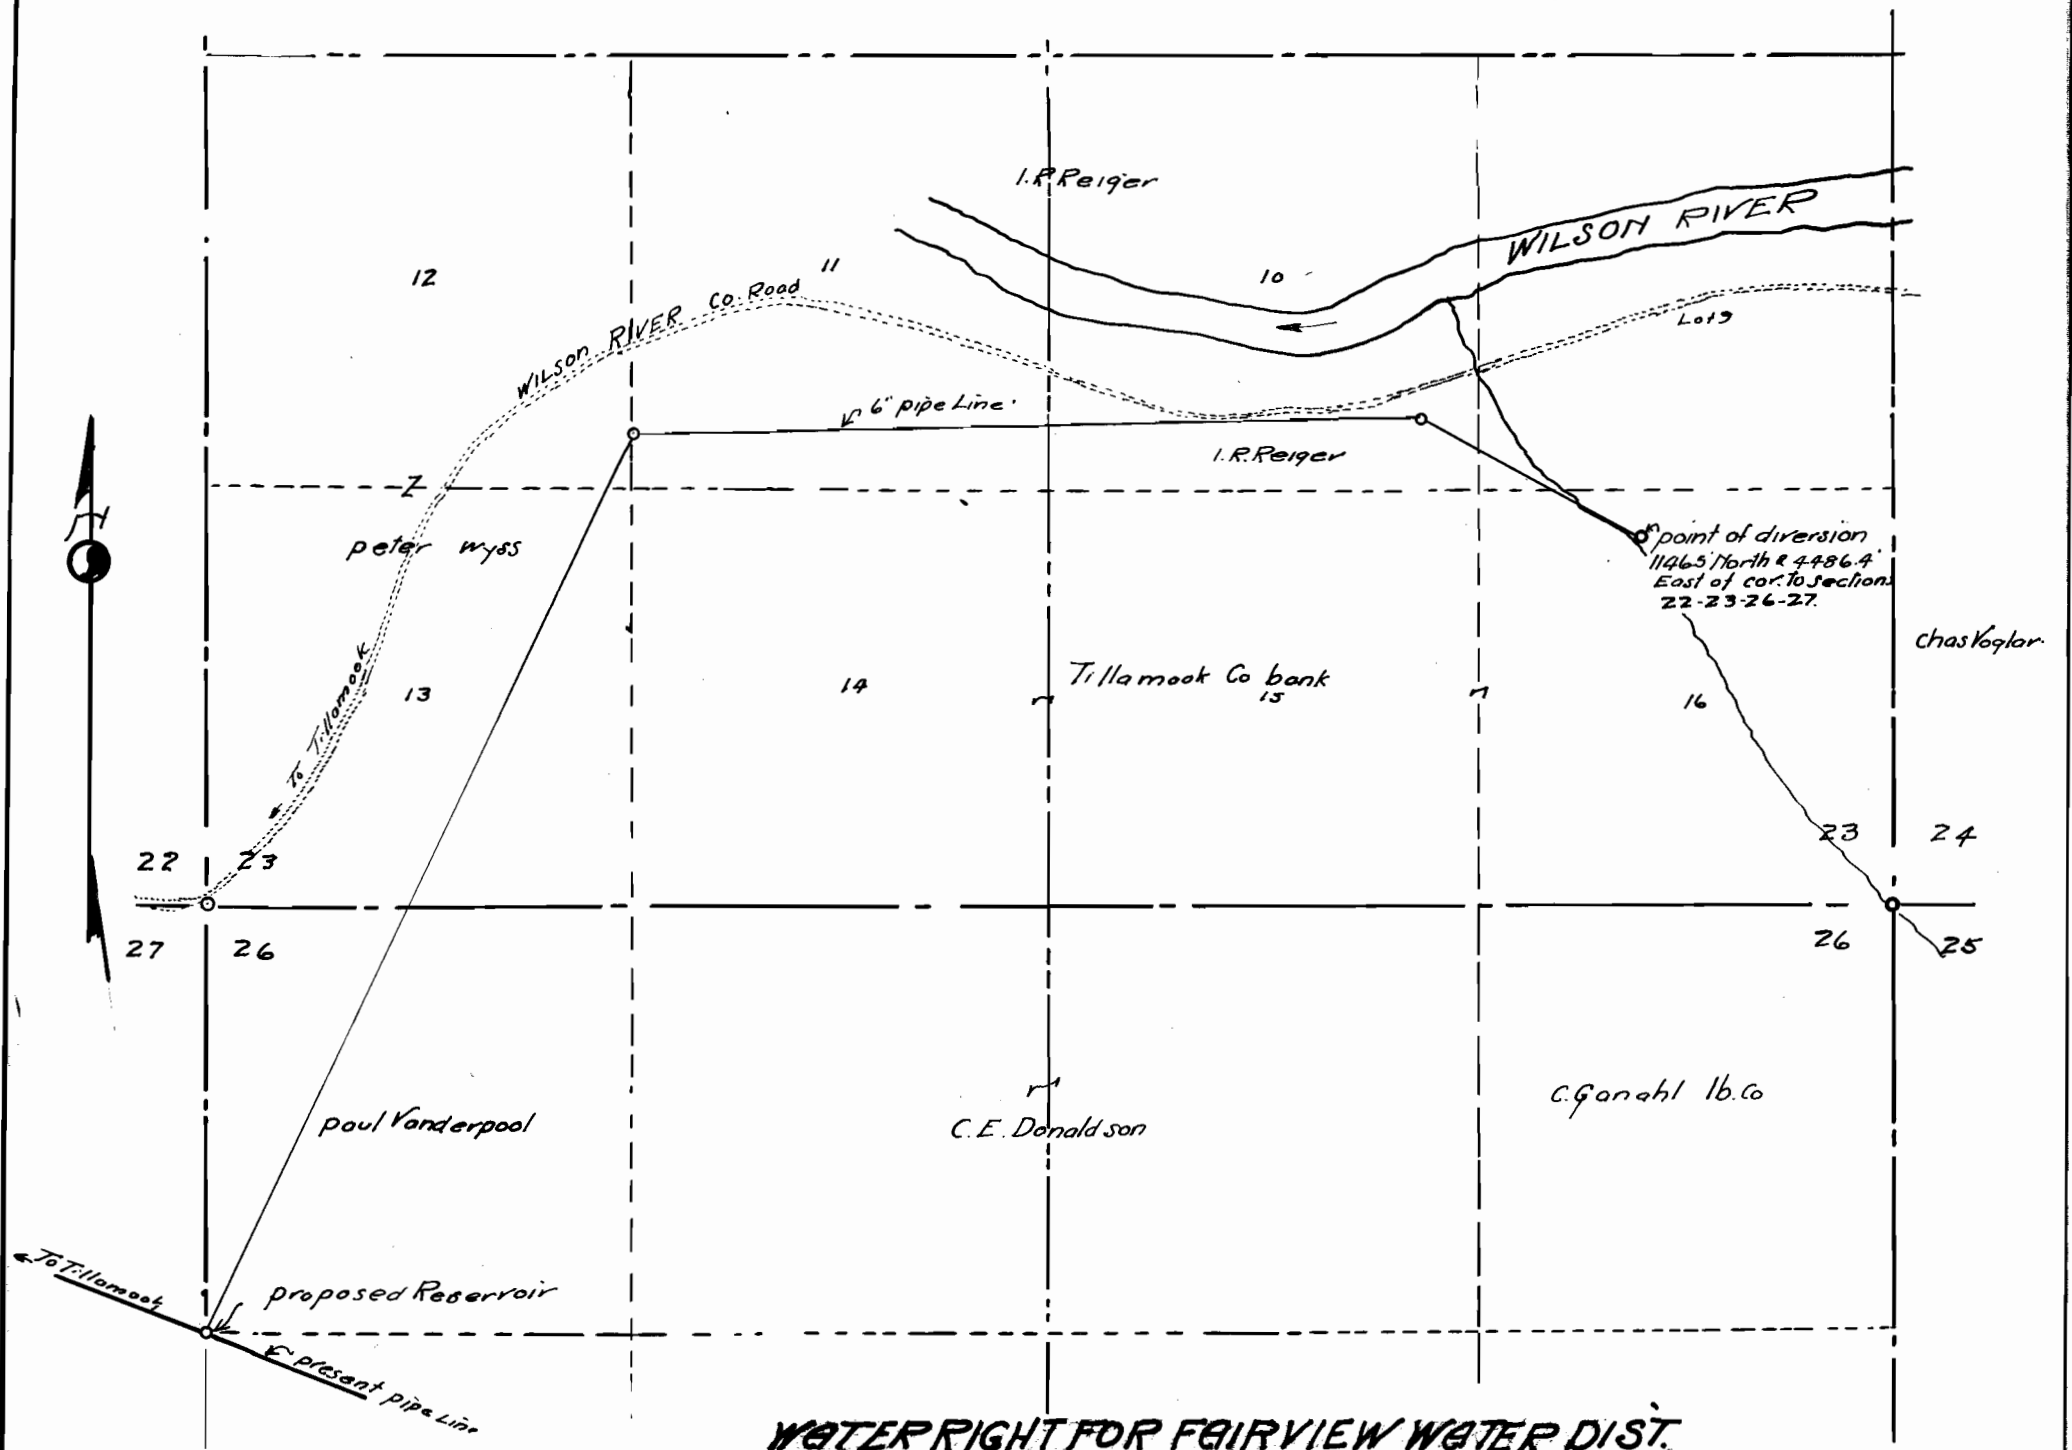 I.R.Reiger
WILSON RIVER
12
11
10
WILSON RIVER Co. Road
Lot 9
6" pipe Line.
I.R.Reiger
peter wyss
point of diversion
1146.5' North & 4486.4'
East of cor. to sections
22-23-26-27.
chas Voglar.
To Tillamook
13
14
Tillamook Co bank
15
16
22
23
23
24
27
26
26
25
paul Vanderpool
C.E. Donaldson
C.Ganahl lb.co
To Tillamook
proposed Reservoir
present pipe Line
WATER RIGHT FOR FAIRVIEW WATER DIST.